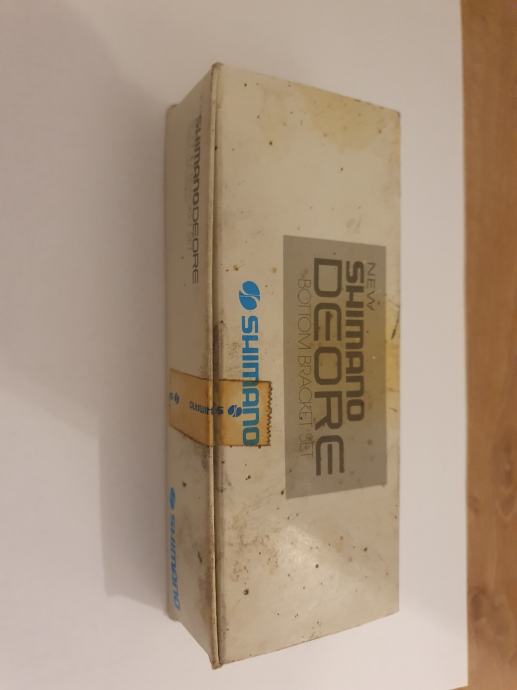 NEW
SHIMANO
DEORE
BOTTOM BRACKET SET
SHIMANO
SHIMANO
SHIMANO DEORE
SHIMANO